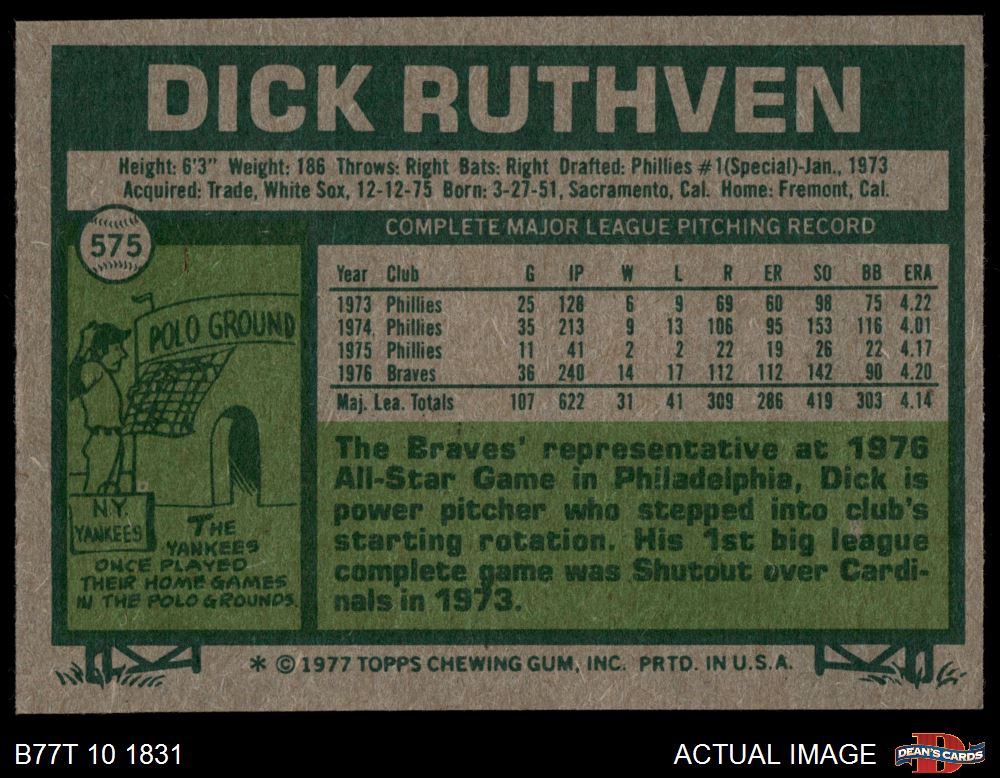 DICK RUTHVEN
Height: 6'3" Weight: 186 Throws: Right Bats: Right Drafted: Phillies #1(Special)-Jan., 1973
Acquired: Trade, White Sox, 12-12-75 Born: 3-27-51, Sacramento, Cal. Home: Fremont, Cal.
575
COMPLETE MAJOR LEAGUE PITCHING RECORD
Year Club G IP W L R ER SO BB ERA
1973 Phillies 25 128 6 9 69 60 98 75 4.22
1974 Phillies 35 213 9 13 106 95 153 116 4.01
1975 Phillies 11 41 2 2 22 19 26 22 4.17
1976 Braves 36 240 14 17 112 112 142 90 4.20
Maj. Lea. Totals 107 622 31 41 309 286 419 303 4.14
POLO GROUND
N.Y.
YANKEES
THE
YANKEES
ONCE PLAYED
THEIR HOME GAMES
IN THE POLO GROUNDS.
The Braves' representative at 1976
All-Star Game in Philadelphia, Dick is
power pitcher who stepped into club's
starting rotation. His 1st big league
complete game was Shutout over Cardi-
nals in 1973.
* © 1977 TOPPS CHEWING GUM, INC. PRTD. IN U.S.A.
B77T 10 1831
ACTUAL IMAGE
DEAN'S CARDS